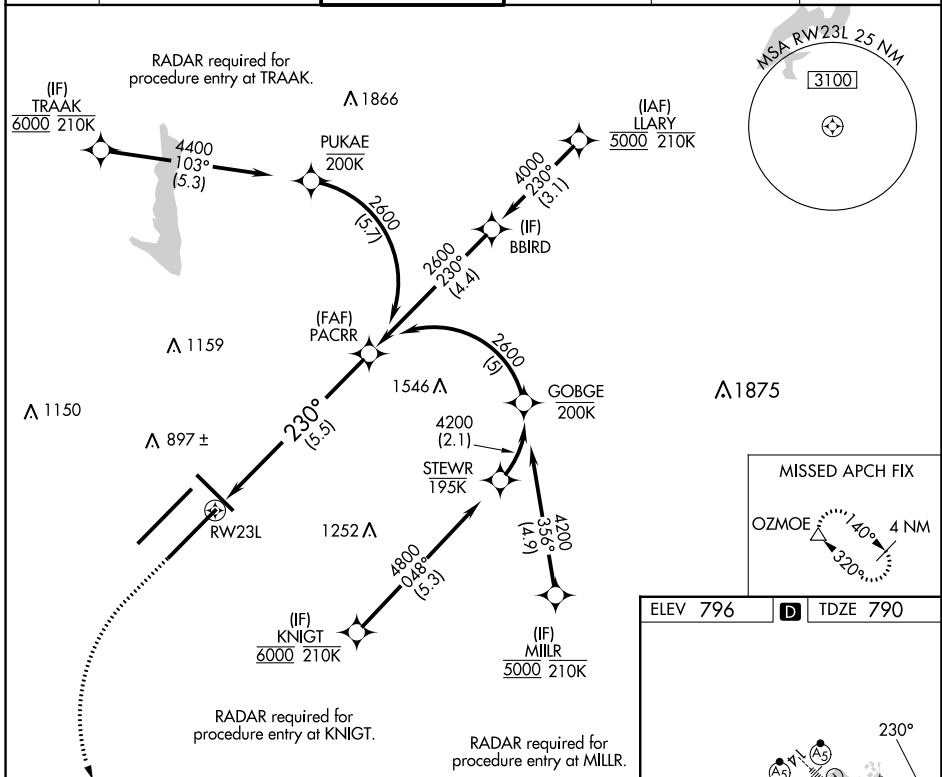 RADAR required for
procedure entry at TRAAK.
MSA RW23L 25 NM
3100
(IF)
TRAAK
6000 210K
1866
(IAF)
LLARY
5000 210K
PUKAE
200K
4400
103°
(5.3)
4000
230°
(3.1)
2600
(5.7)
(IF)
BBIRD
2600
230°
(4.4)
(FAF)
PACRR
1159
2600
(5)
1546
GOBGE
200K
1875
1150
230°
(5.5)
4200
(2.1)
897 ±
STEWR
195K
MISSED APCH FIX
OZMOE
140°
4 NM
320°
RW23L
1252
4200
356°
(4.9)
4800
048°
(5.3)
(IF)
KNIGT
6000 210K
(IF)
MIILR
5000 210K
ELEV 796
D
TDZE 790
RADAR required for
procedure entry at KNIGT.
RADAR required for
procedure entry at MILLR.
230°
A5
A5